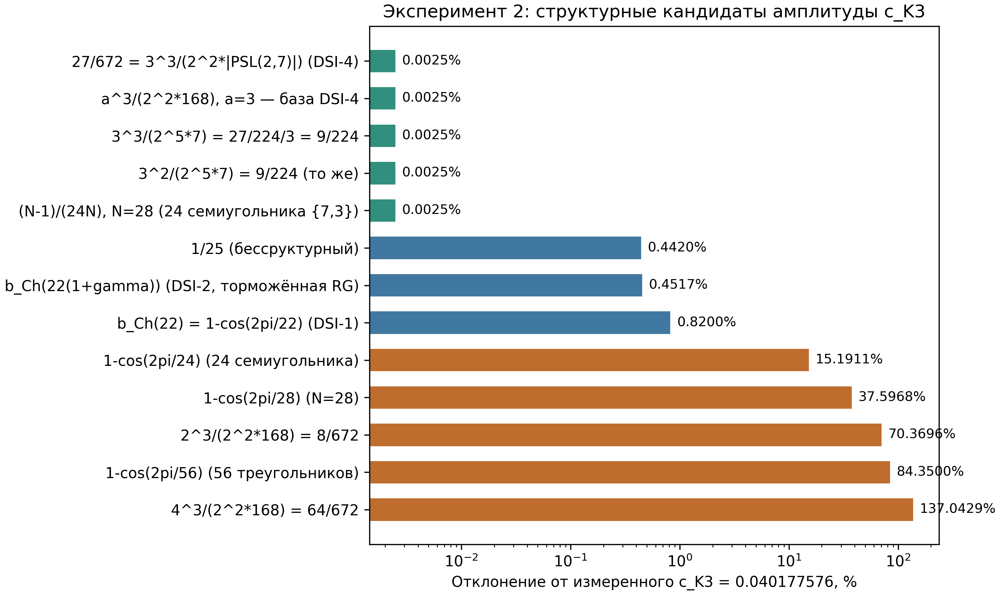 Эксперимент 2: структурные кандидаты амплитуды c_K3
27/672 = 3^3/(2^2*|PSL(2,7)|) (DSI-4) 0.0025%
a^3/(2^2*168), a=3 — база DSI-4 0.0025%
3^3/(2^5*7) = 27/224/3 = 9/224 0.0025%
3^2/(2^5*7) = 9/224 (то же) 0.0025%
(N-1)/(24N), N=28 (24 семиугольника {7,3}) 0.0025%
1/25 (бессруктурный) 0.4420%
b_Ch(22(1+gamma)) (DSI-2, торможённая RG) 0.4517%
b_Ch(22) = 1-cos(2pi/22) (DSI-1) 0.8200%
1-cos(2pi/24) (24 семиугольника) 15.1911%
1-cos(2pi/28) (N=28) 37.5968%
2^3/(2^2*168) = 8/672 70.3696%
1-cos(2pi/56) (56 треугольников) 84.3500%
4^3/(2^2*168) = 64/672 137.0429%
10⁻² 10⁻¹ 10⁰ 10¹ 10²
Отклонение от измеренного c_K3 = 0.040177576, %